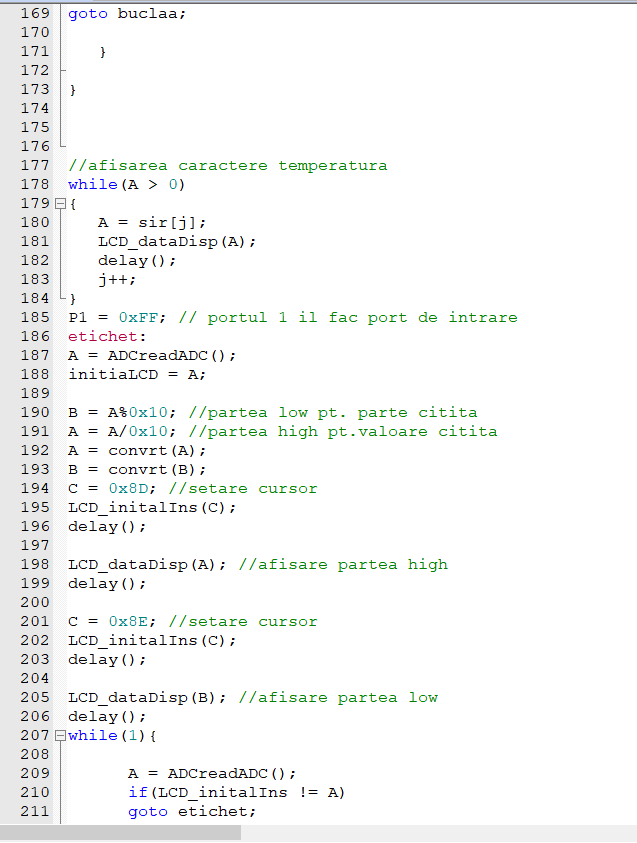 169 goto buclaa;
170
171 }
172
173 }
174
175
176
177 //afisarea caractere temperatura
178 while(A > 0)
179 {
180 A = sir[j];
181 LCD_dataDisp(A);
182 delay();
183 j++;
184 }
185 P1 = 0xFF; // portul 1 il fac port de intrare
186 etichet:
187 A = ADCreadADC();
188 initiaLCD = A;
189
190 B = A%0x10; //partea low pt. parte citita
191 A = A/0x10; //partea high pt.valoare citita
192 A = convrt(A);
193 B = convrt(B);
194 C = 0x8D; //setare cursor
195 LCD_initalIns(C);
196 delay();
197
198 LCD_dataDisp(A); //afisare partea high
199 delay();
200
201 C = 0x8E; //setare cursor
202 LCD_initalIns(C);
203 delay();
204
205 LCD_dataDisp(B); //afisare partea low
206 delay();
207 while(1){
208
209 A = ADCreadADC();
210 if(LCD_initalIns != A)
211 goto etichet;